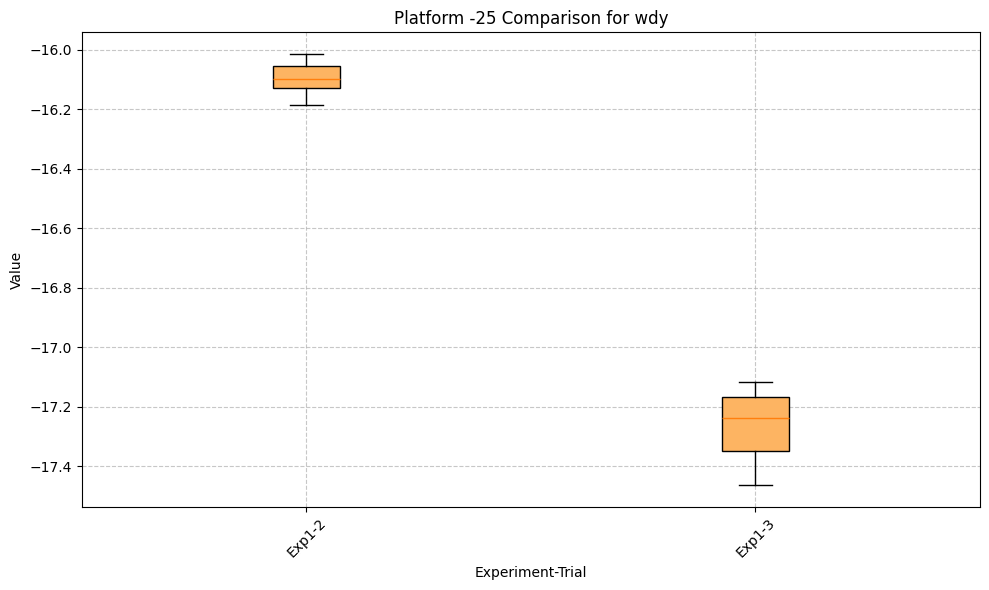 Platform -25 Comparison for wdy
−16.0
−16.2
−16.4
−16.6
−16.8
−17.0
−17.2
−17.4
Value
Exp1-2
Exp1-3
Experiment-Trial